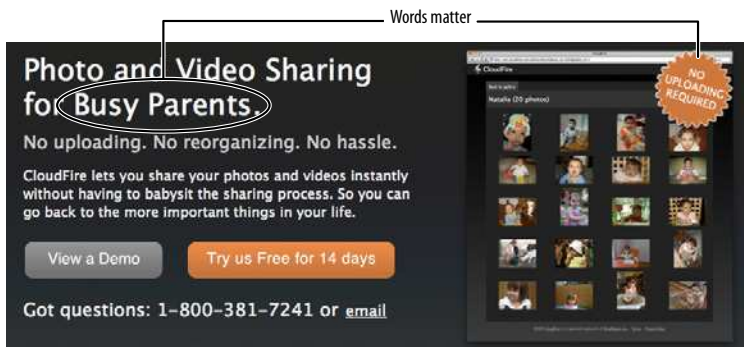 Words matter
Photo and Video Sharing
for Busy Parents.
No uploading. No reorganizing. No hassle.
CloudFire lets you share your photos and videos instantly
without having to babysit the sharing process. So you can
go back to the more important things in your life.
View a Demo
Try us Free for 14 days
Got questions: 1-800-381-7241 or email
CloudFire
Natalie (20 photos)
NO
UPLOADING
REQUIRED